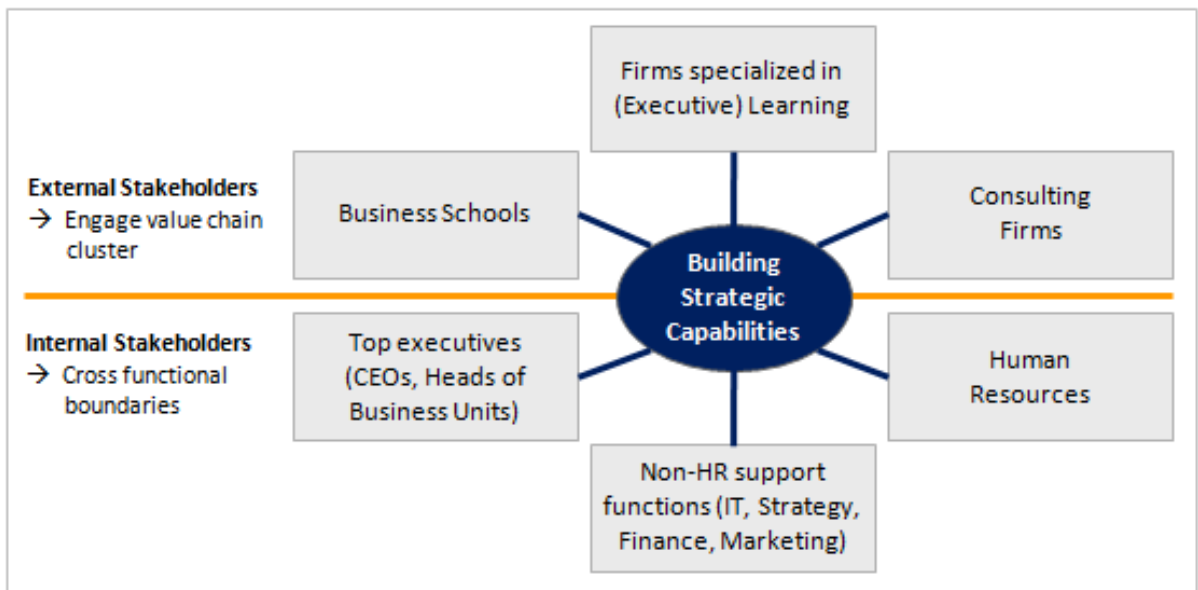 Firms specialized in
(Executive) Learning
External Stakeholders
→ Engage value chain
cluster
Business Schools
Consulting
Firms
Building
Strategic
Capabilities
Internal Stakeholders
→ Cross functional
boundaries
Top executives
(CEOs, Heads of
Business Units)
Human
Resources
Non-HR support
functions (IT, Strategy,
Finance, Marketing)